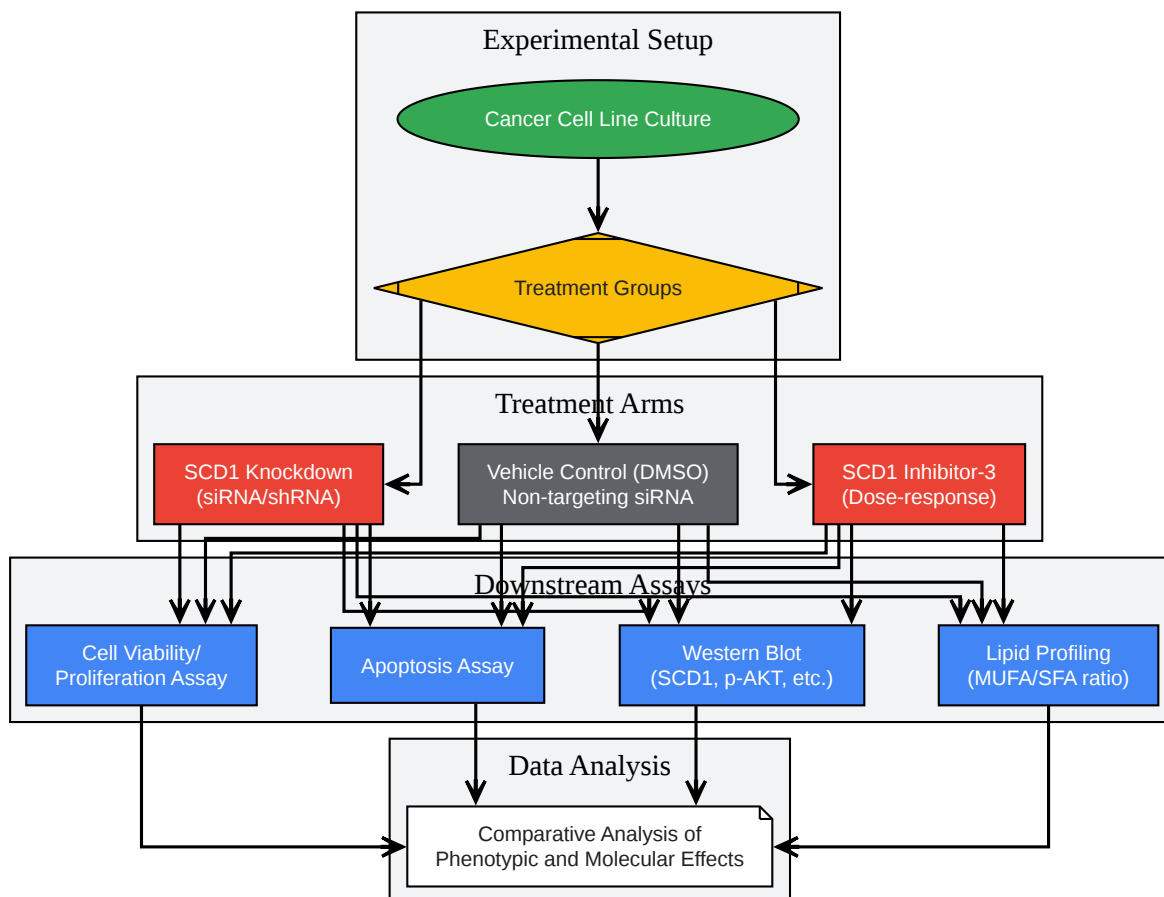 Experimental Setup
Cancer Cell Line Culture
Treatment Groups
Treatment Arms
SCD1 Knockdown
(siRNA/shRNA)
Vehicle Control (DMSO)
Non-targeting siRNA
SCD1 Inhibitor-3
(Dose-response)
Downstream Assays
Cell Viability/
Proliferation Assay
Apoptosis Assay
Western Blot
(SCD1, p-AKT, etc.)
Lipid Profiling
(MUFA/SFA ratio)
Data Analysis
Comparative Analysis of
Phenotypic and Molecular Effects